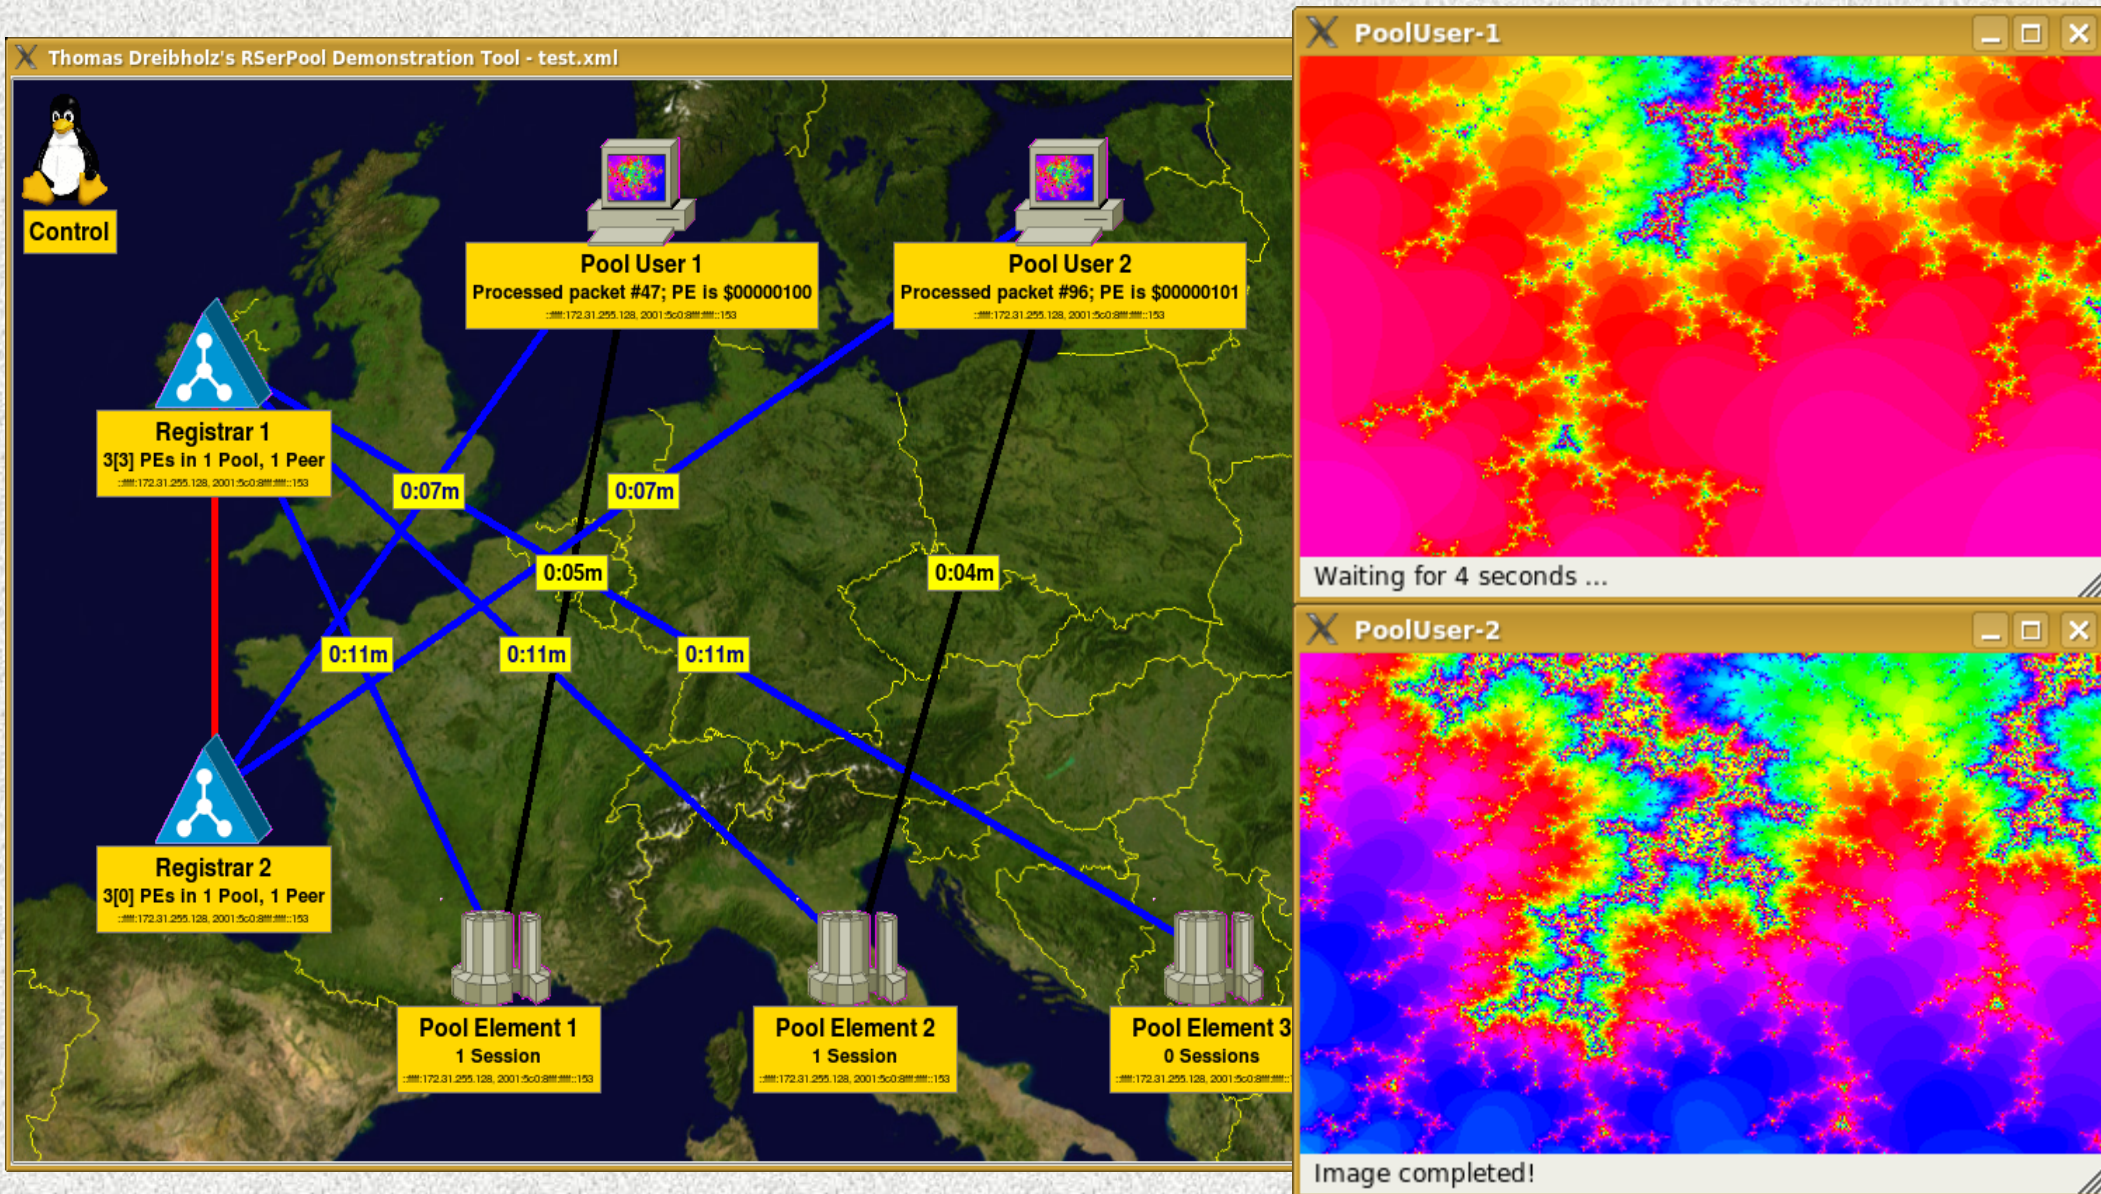 Thomas Dreibholz's RSerPool Demonstration Tool - test.xml
Control
Pool User 1
Processed packet #47; PE is $00000100
Pool User 2
Processed packet #96; PE is $00000101
Registrar 1
3[3] PEs in 1 Pool, 1 Peer
0:07m
0:07m
0:05m
0:04m
0:11m
0:11m
0:11m
Registrar 2
3[0] PEs in 1 Pool, 1 Peer
Pool Element 1
1 Session
Pool Element 2
1 Session
Pool Element 3
0 Sessions
PoolUser-1
Waiting for 4 seconds ...
PoolUser-2
Image completed!